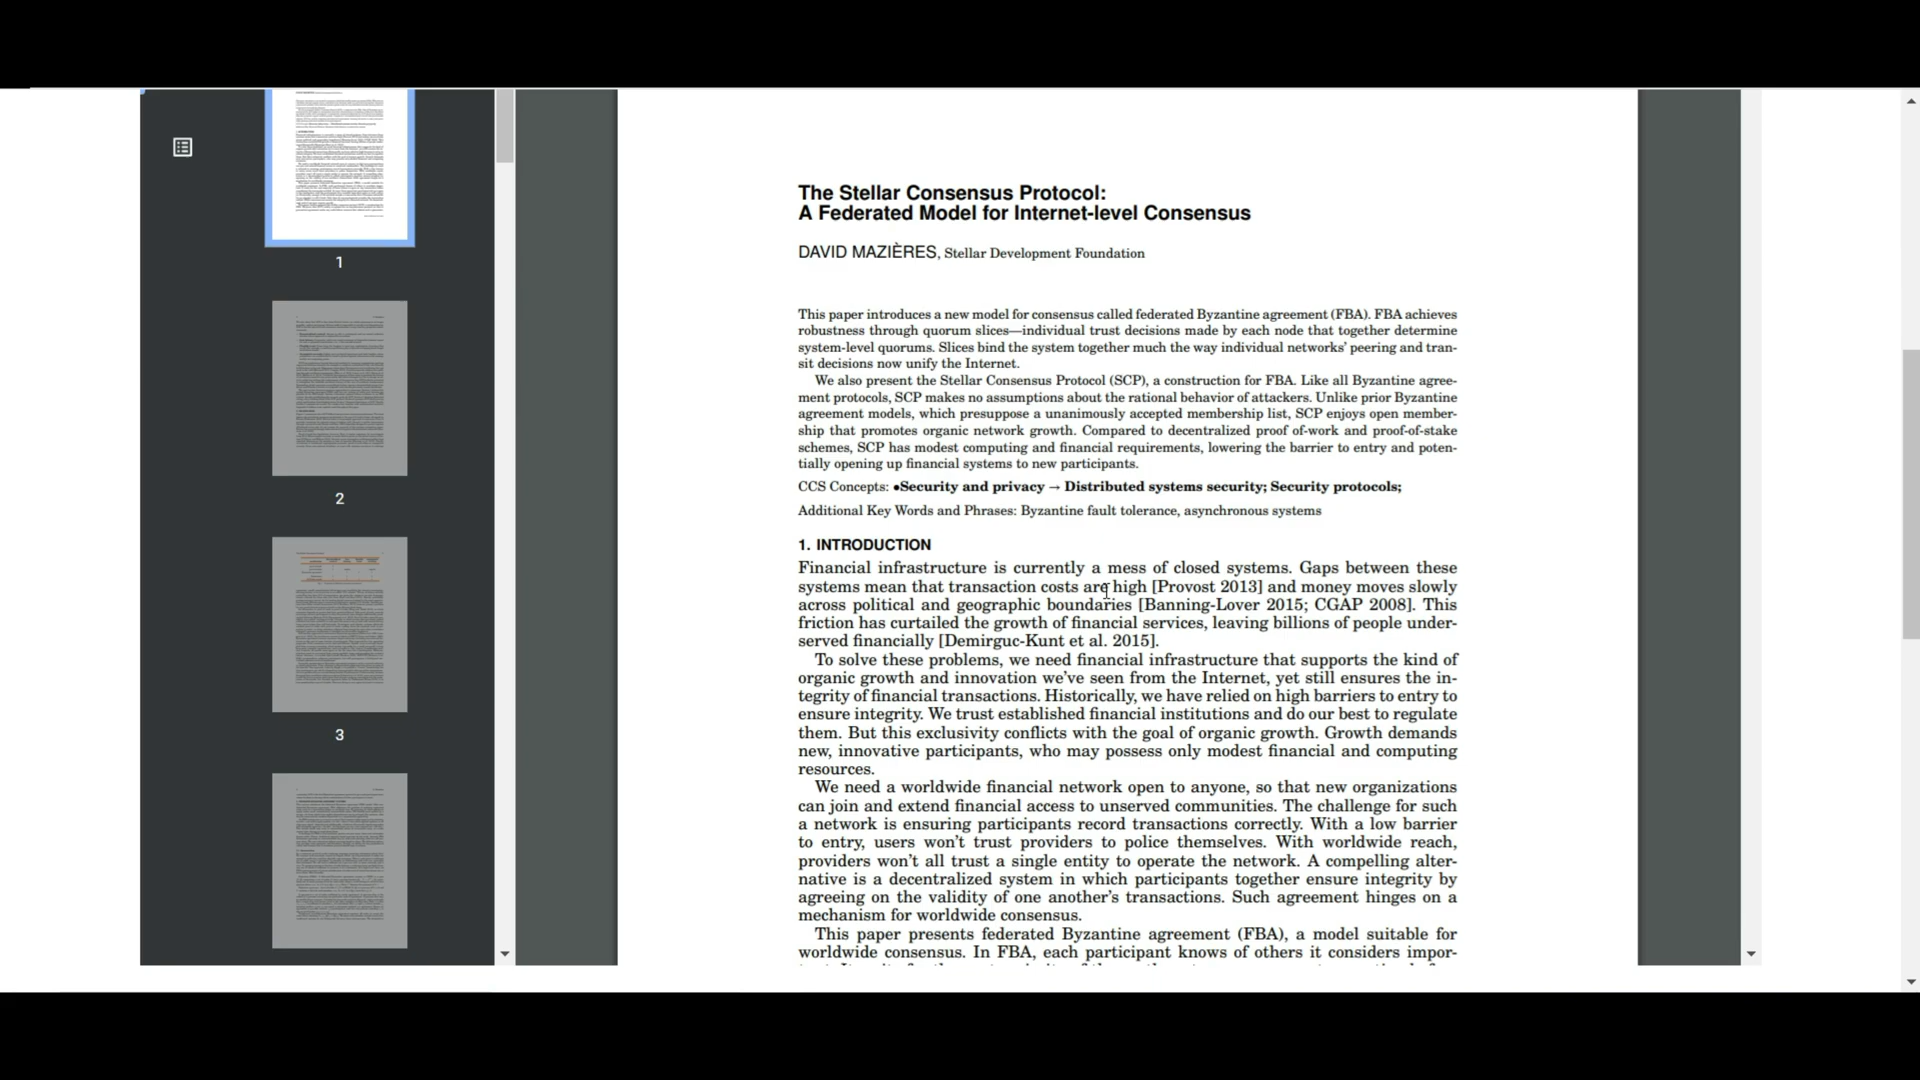 The Stellar Consensus Protocol:
A Federated Model for Internet-level Consensus
DAVID MAZIÈRES, Stellar Development Foundation
This paper introduces a new model for consensus called federated Byzantine agreement (FBA). FBA achieves
robustness through quorum slices—individual trust decisions made by each node that together determine
system-level quorums. Slices bind the system together much the way individual networks' peering and tran-
sit decisions now unify the Internet.
We also present the Stellar Consensus Protocol (SCP), a construction for FBA. Like all Byzantine agree-
ment protocols, SCP makes no assumptions about the rational behavior of attackers. Unlike prior Byzantine
agreement models, which presuppose a unanimously accepted membership list, SCP enjoys open member-
ship that promotes organic network growth. Compared to decentralized proof of-work and proof-of-stake
schemes, SCP has modest computing and financial requirements, lowering the barrier to entry and poten-
tially opening up financial systems to new participants.
CCS Concepts: •Security and privacy → Distributed systems security; Security protocols;
Additional Key Words and Phrases: Byzantine fault tolerance, asynchronous systems
1. INTRODUCTION
Financial infrastructure is currently a mess of closed systems. Gaps between these
systems mean that transaction costs are high [Provost 2013] and money moves slowly
across political and geographic boundaries [Banning-Lover 2015; CGAP 2008]. This
friction has curtailed the growth of financial services, leaving billions of people under-
served financially [Demirguc-Kunt et al. 2015].
To solve these problems, we need financial infrastructure that supports the kind of
organic growth and innovation we've seen from the Internet, yet still ensures the in-
tegrity of financial transactions. Historically, we have relied on high barriers to entry to
ensure integrity. We trust established financial institutions and do our best to regulate
them. But this exclusivity conflicts with the goal of organic growth. Growth demands
new, innovative participants, who may possess only modest financial and computing
resources.
We need a worldwide financial network open to anyone, so that new organizations
can join and extend financial access to unserved communities. The challenge for such
a network is ensuring participants record transactions correctly. With a low barrier
to entry, users won't trust providers to police themselves. With worldwide reach,
providers won't all trust a single entity to operate the network. A compelling alter-
native is a decentralized system in which participants together ensure integrity by
agreeing on the validity of one another's transactions. Such agreement hinges on a
mechanism for worldwide consensus.
This paper presents federated Byzantine agreement (FBA), a model suitable for
worldwide consensus. In FBA, each participant knows of others it considers impor-
1
2
3